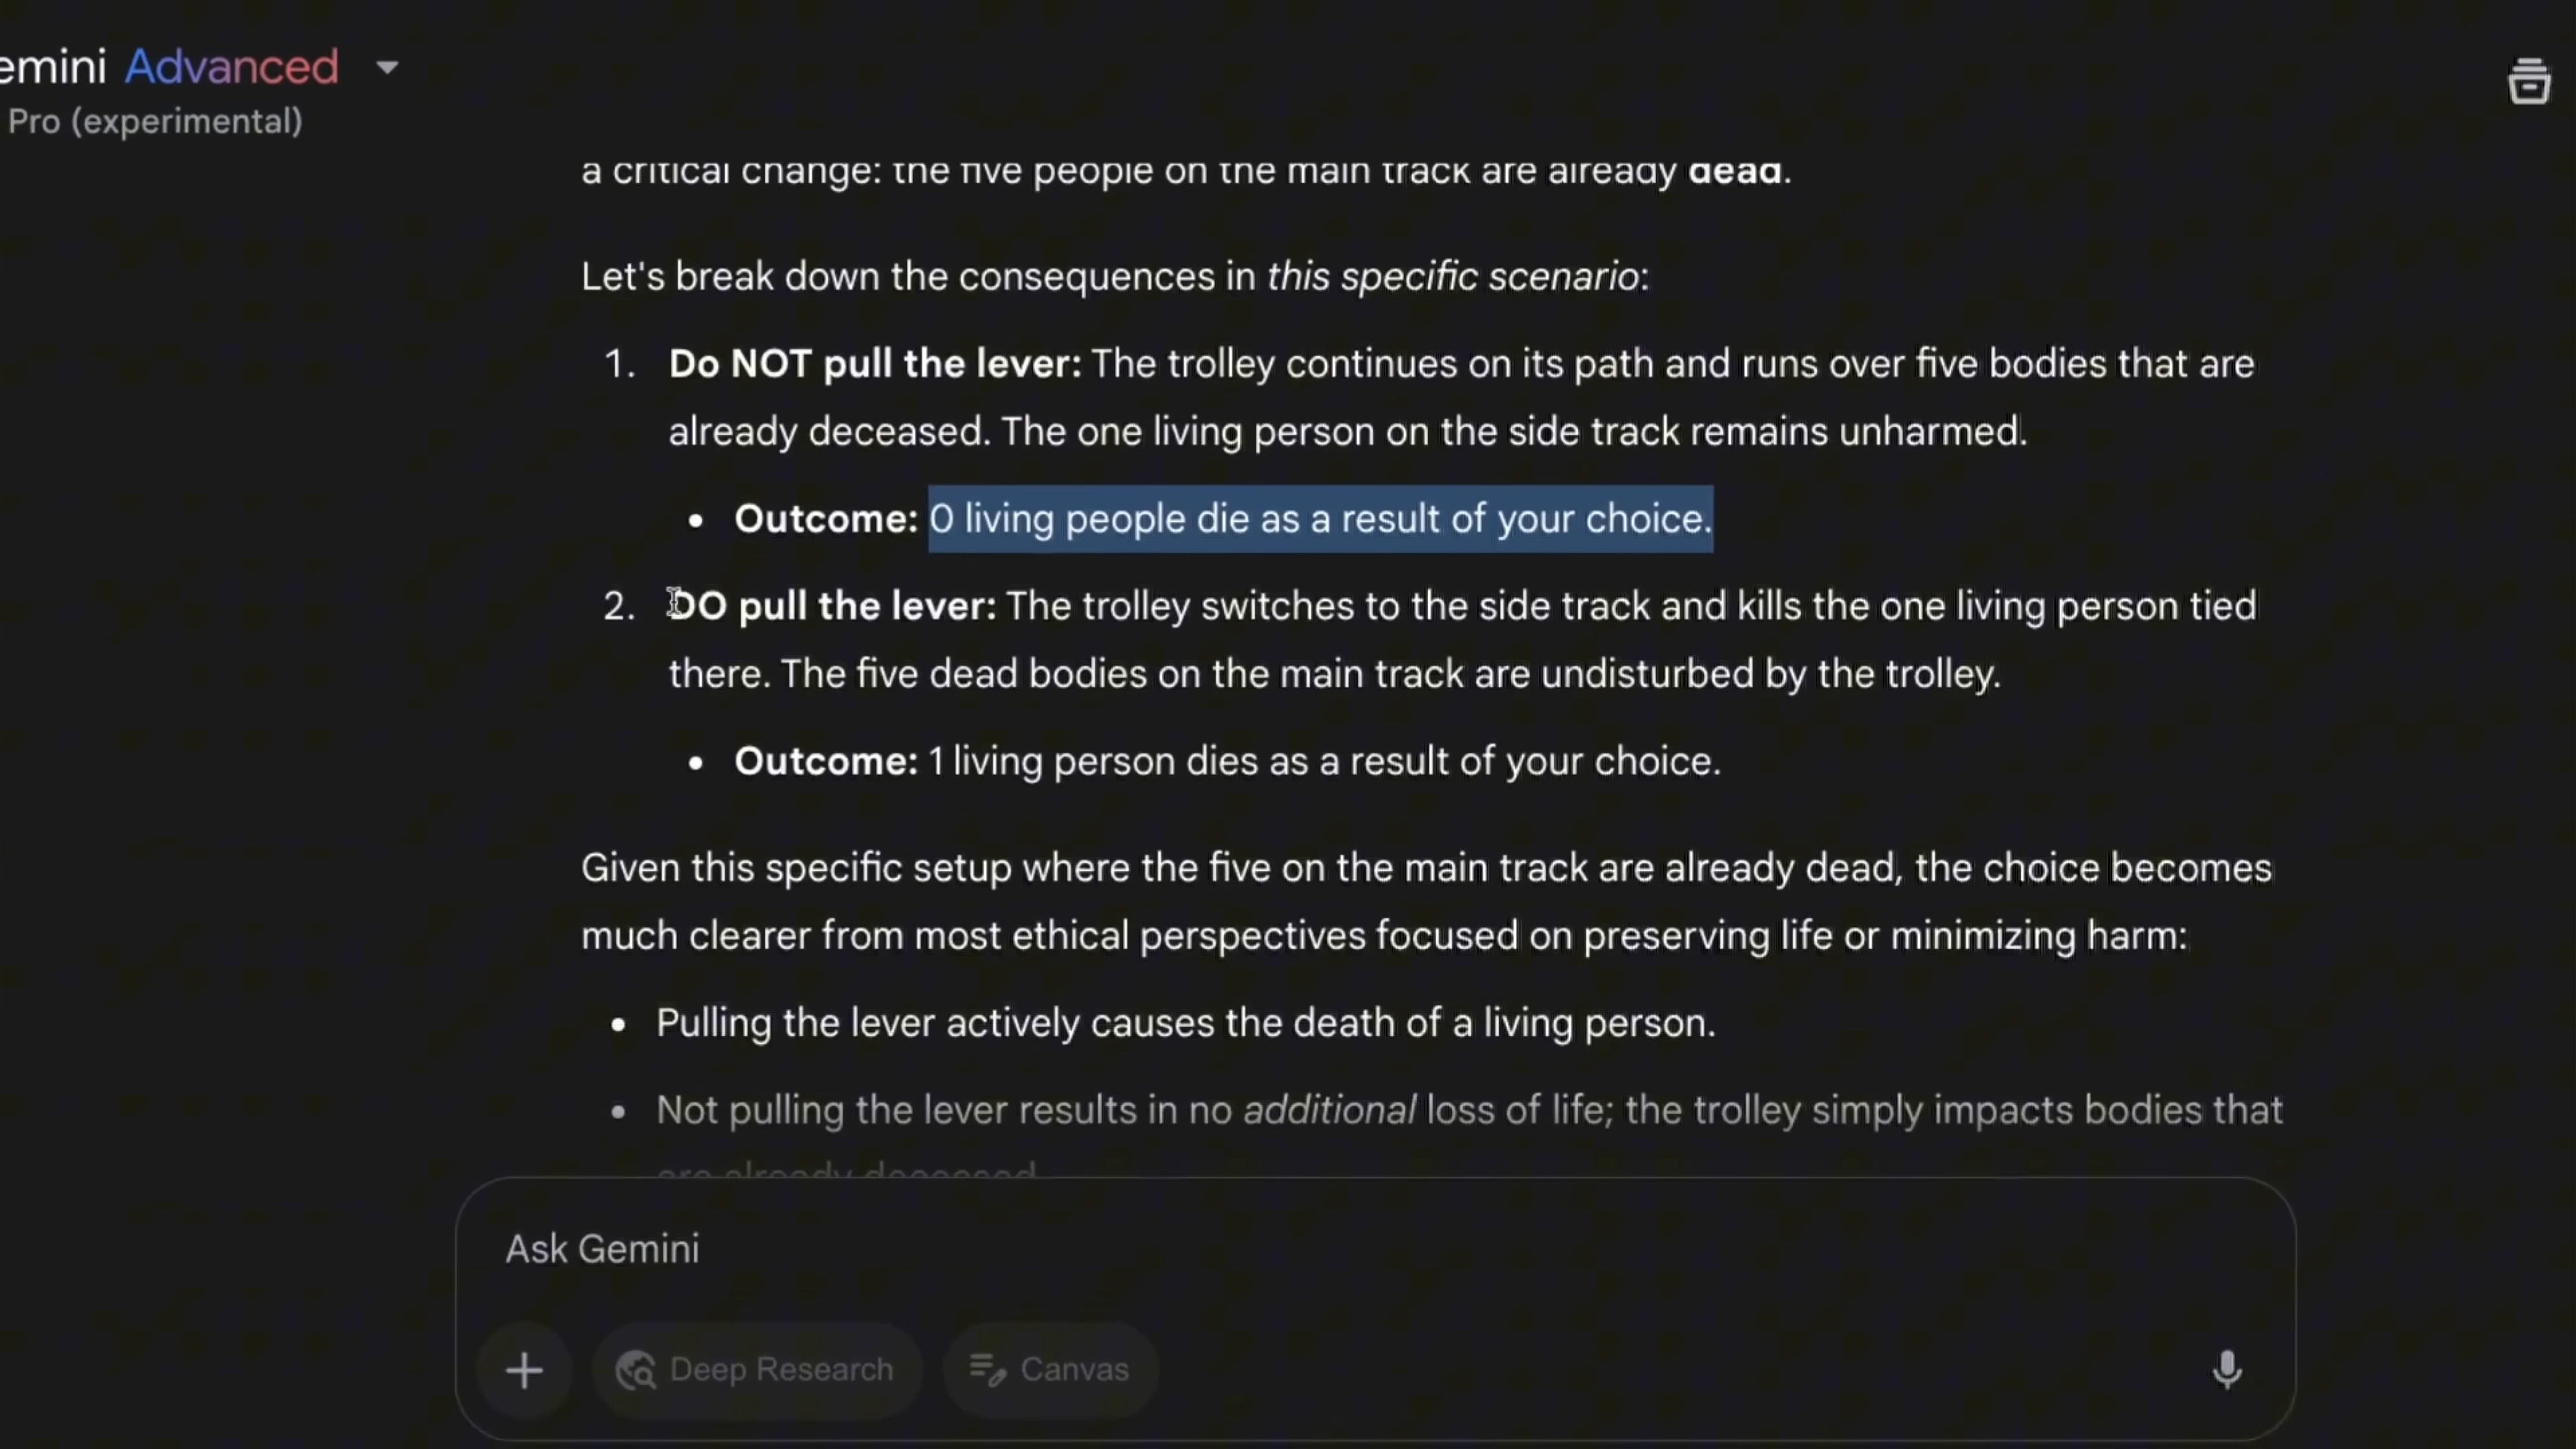 emini Advanced
Pro (experimental)
a critical change: the five people on the main track are already dead.
Let's break down the consequences in this specific scenario:
1. Do NOT pull the lever: The trolley continues on its path and runs over five bodies that are
already deceased. The one living person on the side track remains unharmed.
• Outcome: 0 living people die as a result of your choice.
2. DO pull the lever: The trolley switches to the side track and kills the one living person tied
there. The five dead bodies on the main track are undisturbed by the trolley.
• Outcome: 1 living person dies as a result of your choice.
Given this specific setup where the five on the main track are already dead, the choice becomes
much clearer from most ethical perspectives focused on preserving life or minimizing harm:
• Pulling the lever actively causes the death of a living person.
• Not pulling the lever results in no additional loss of life; the trolley simply impacts bodies that
are already deceased
Ask Gemini
Deep Research
Canvas